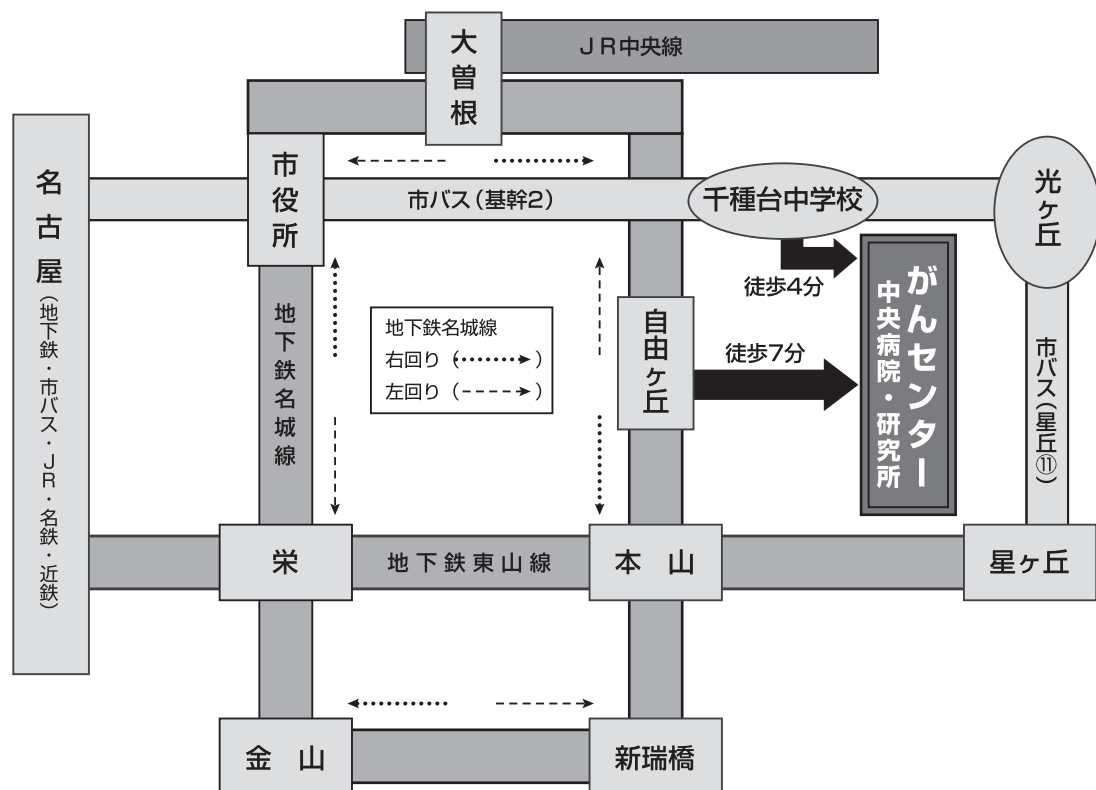 大曽根
JR中央線
名古屋
(地下鉄・市バス・JR・名鉄・近鉄)
市役所
市バス(基幹2)
千種台中学校
光ヶ丘
徒歩4分
がんセンター
中央病院・研究所
地下鉄名城線
地下鉄名城線
右回り( )
左回り( )
自由ヶ丘
徒歩7分
市バス(星丘⑪)
栄
地下鉄東山線
本山
星ヶ丘
金山
新瑞橋